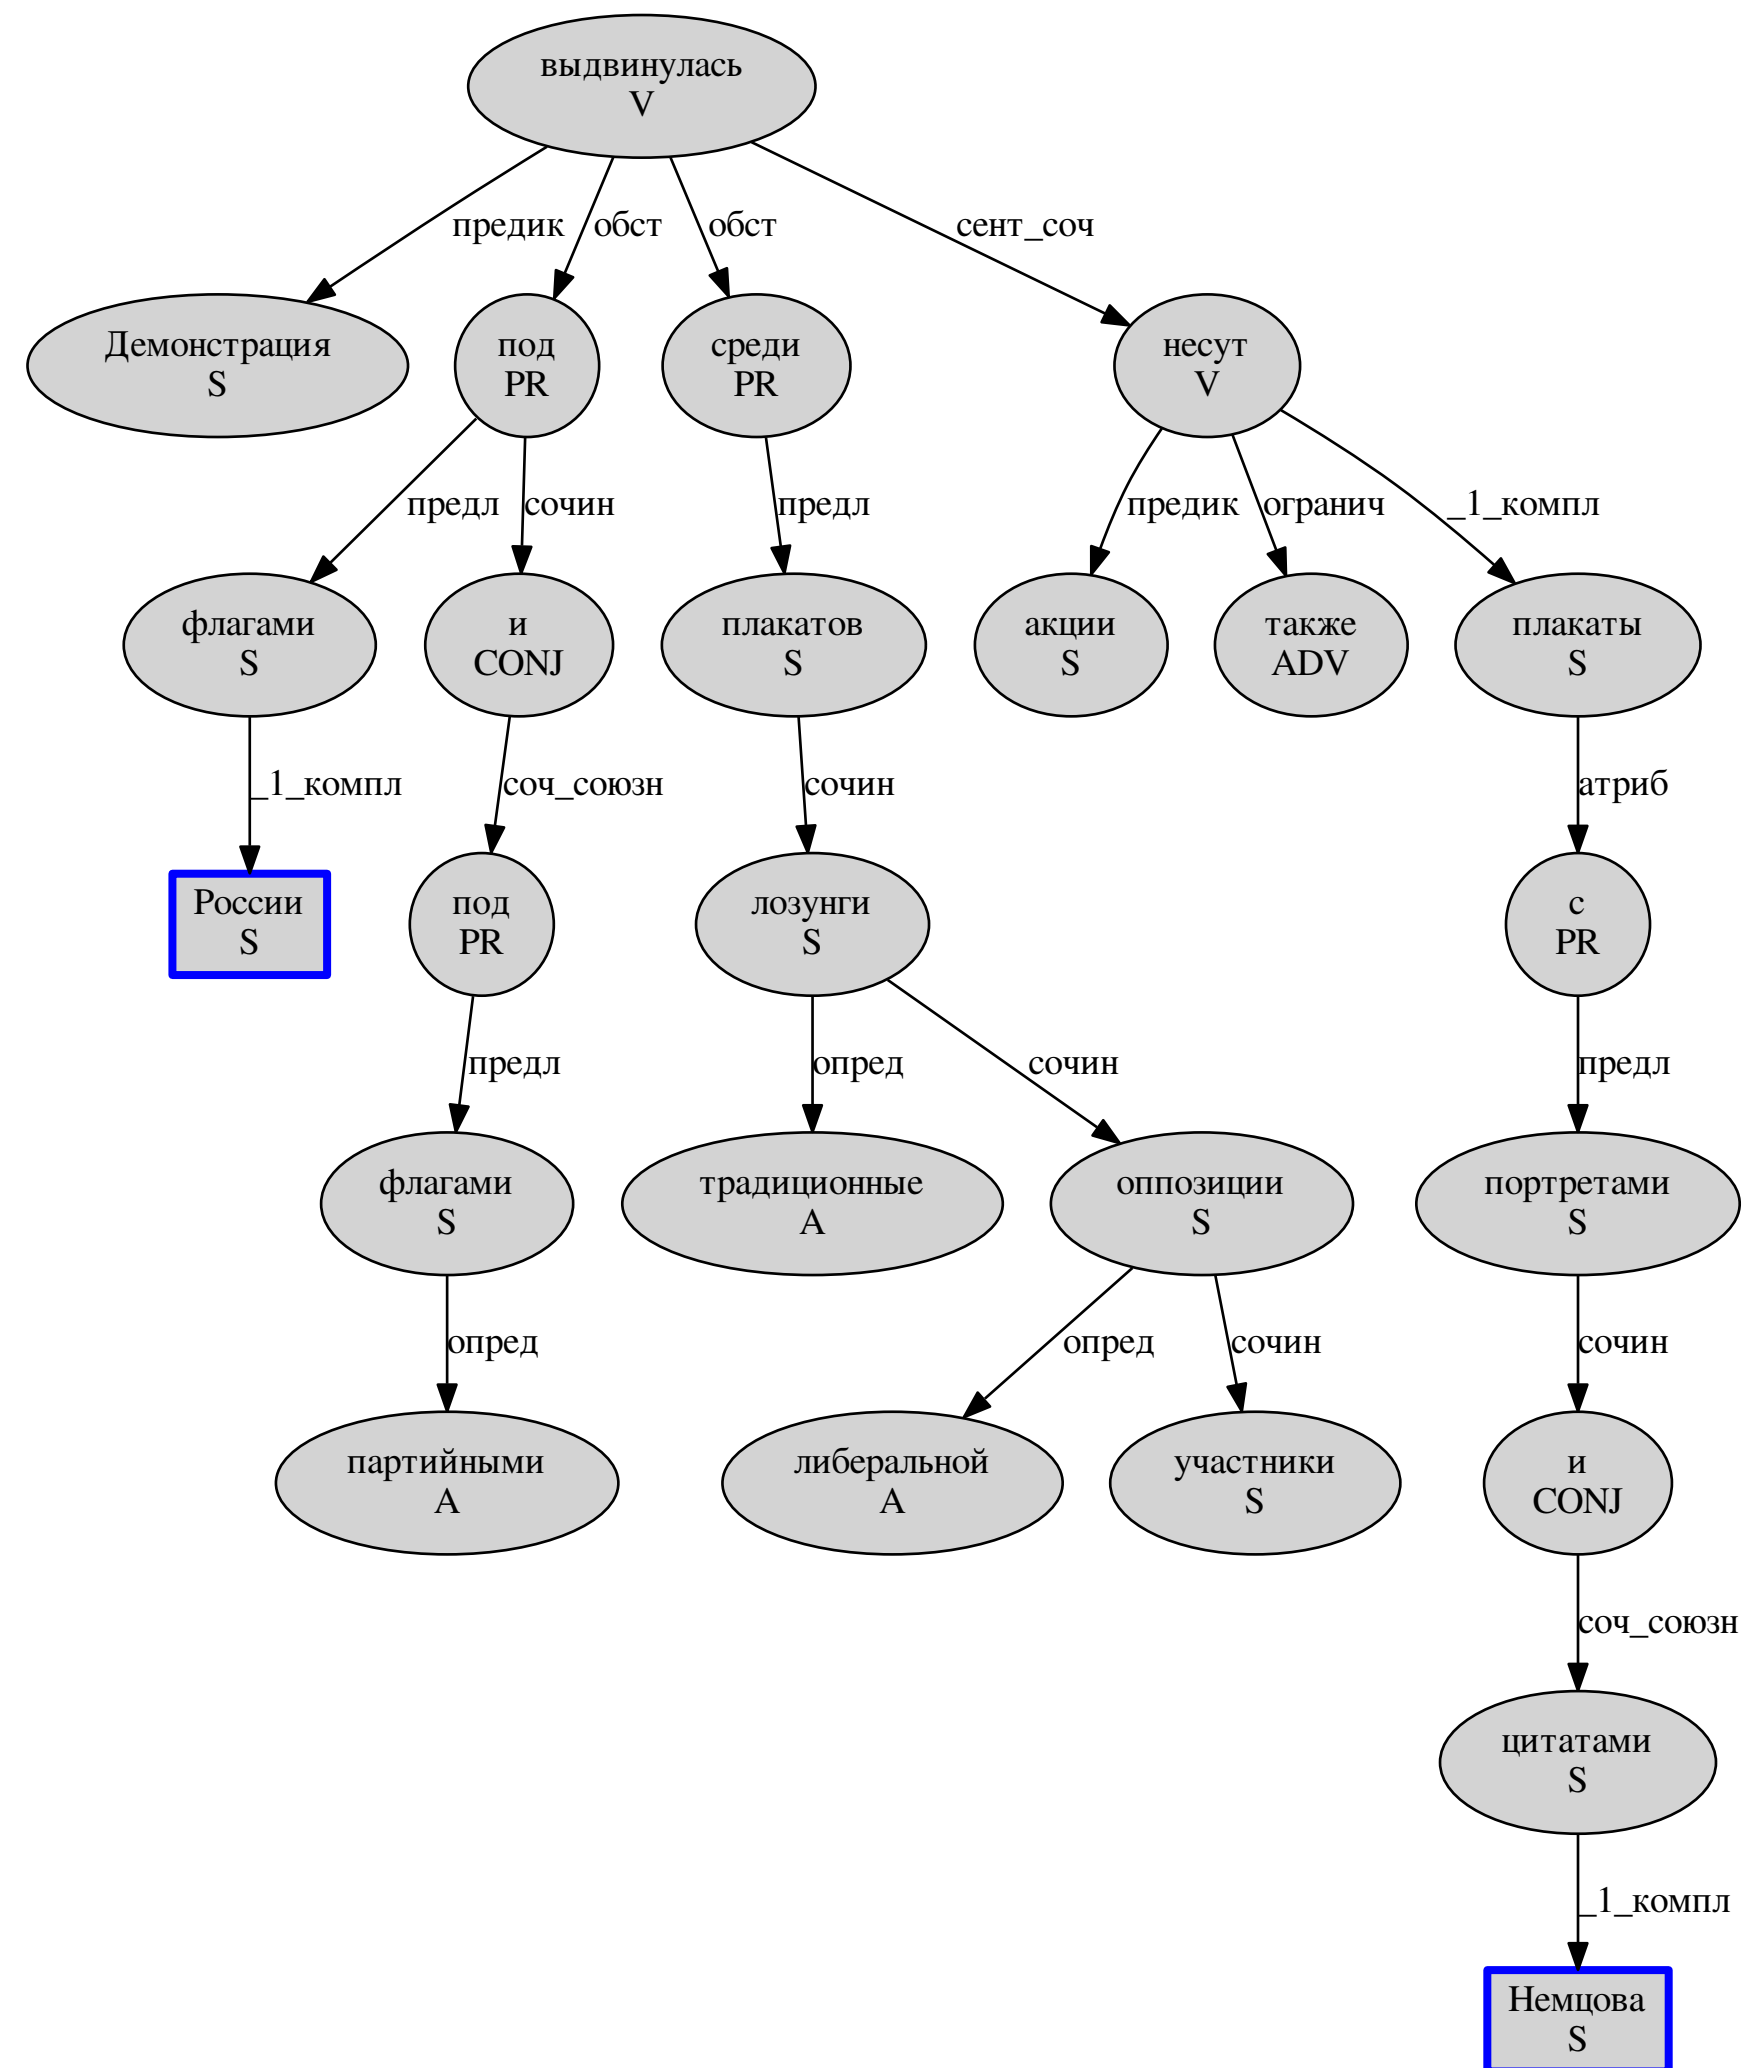 выдвинулась
V
предик
обст
обст
сент_соч
Демонстрация
S
под
PR
среди
PR
несут
V
предл
сочин
предл
предик
огранич
_1_компл
флагами
S
и
CONJ
плакатов
S
акции
S
также
ADV
плакаты
S
_1_компл
соч_союзн
сочин
атриб
России
S
под
PR
лозунги
S
с
PR
предл
опред
сочин
предл
флагами
S
традиционные
A
оппозиции
S
портретами
S
опред
опред
сочин
сочин
партийными
A
либеральной
A
участники
S
и
CONJ
соч_союзн
цитатами
S
_1_компл
Немцова
S